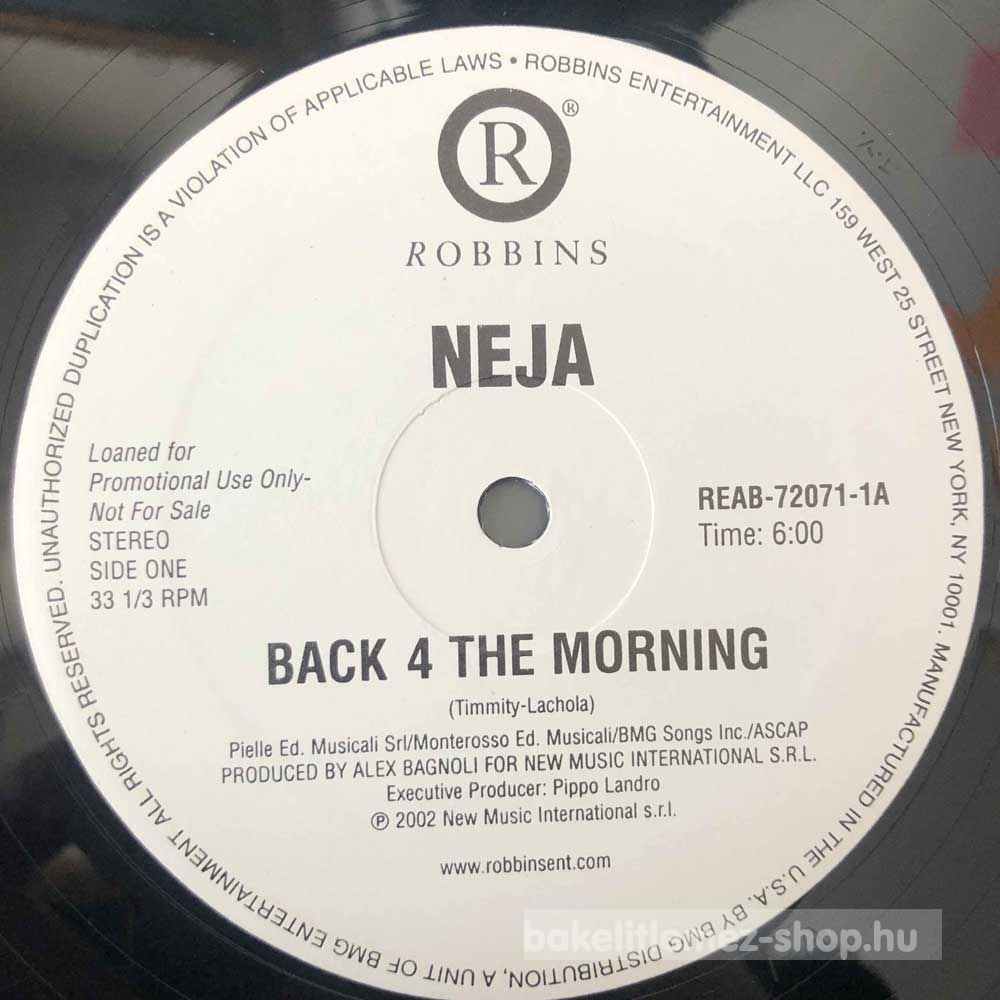 R ®
ROBBINS
NEJA
Loaned for
Promotional Use Only-
Not For Sale
STEREO
SIDE ONE
33 1/3 RPM
REAB-72071-1A
Time: 6:00
BACK 4 THE MORNING
(Timmity-Lachola)
Pielle Ed. Musicali Srl/Monterosso Ed. Musicali/BMG Songs Inc./ASCAP
PRODUCED BY ALEX BAGNOLI FOR NEW MUSIC INTERNATIONAL S.R.L.
Executive Producer: Pippo Landro
℗ 2002 New Music International s.r.l.
www.robbinsent.com
ROBBINS ENTERTAINMENT LLC 159 WEST 25 STREET NEW YORK, NY 10001. MANUFACTURED IN THE U.S.A. BY BMG DISTRIBUTION, A UNIT OF BMG ENTERTAINMENT ALL RIGHTS RESERVED. UNAUTHORIZED DUPLICATION IS A VIOLATION OF APPLICABLE LAWS •
bakelitlemez-shop.hu